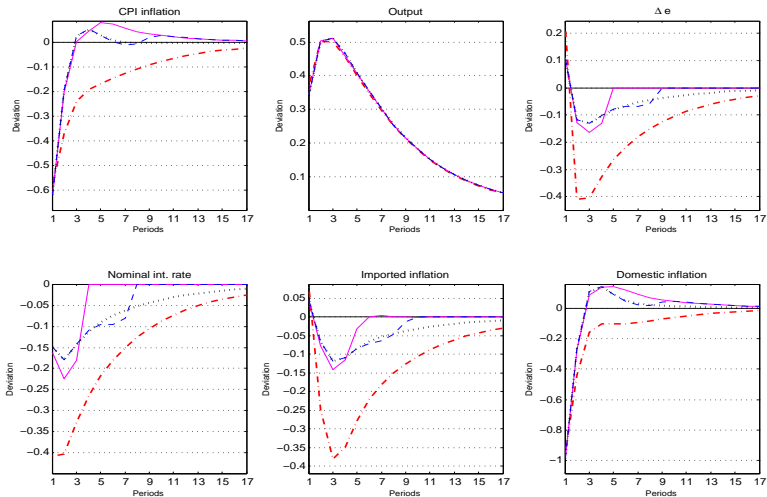 CPI inflation
Output
Δ e
Deviation
0
−0.1
−0.2
−0.3
−0.4
−0.5
−0.6
1 3 5 7 9 11 13 15 17
Periods
Deviation
0.5
0.4
0.3
0.2
0.1
1 3 5 7 9 11 13 15 17
Periods
Deviation
0.2
0.1
0
−0.1
−0.2
−0.3
−0.4
1 3 5 7 9 11 13 15 17
Periods
Nominal int. rate
Imported inflation
Domestic inflation
Deviation
0
−0.05
−0.1
−0.15
−0.2
−0.25
−0.3
−0.35
−0.4
1 3 5 7 9 11 13 15 17
Periods
Deviation
0.05
0
−0.05
−0.1
−0.15
−0.2
−0.25
−0.3
−0.35
−0.4
1 3 5 7 9 11 13 15 17
Periods
Deviation
0.2
0
−0.2
−0.4
−0.6
−0.8
−1
1 3 5 7 9 11 13 15 17
Periods